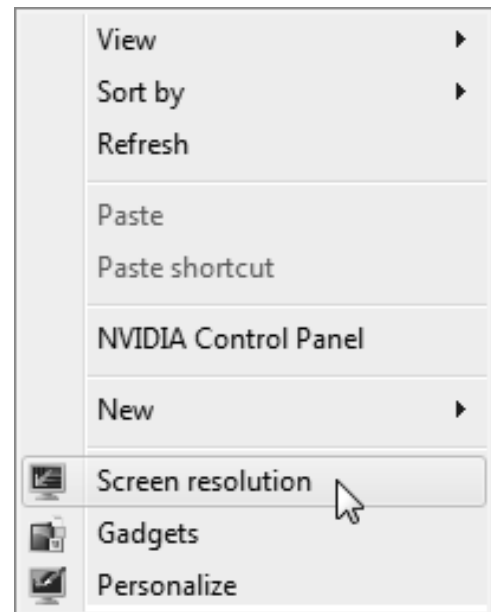 View
Sort by
Refresh
Paste
Paste shortcut
NVIDIA Control Panel
New
Screen resolution
Gadgets
Personalize